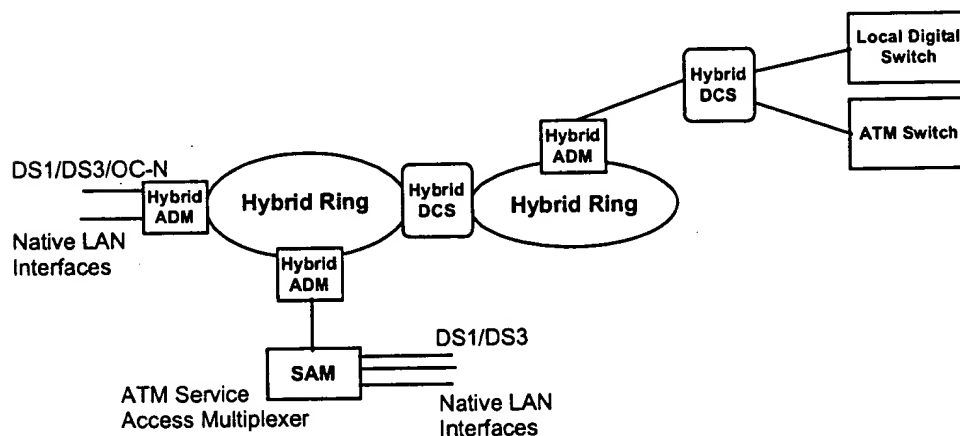 Local Digital
Switch
Hybrid
DCS
ATM Switch
Hybrid
ADM
DS1/DS3/OC-N
Hybrid
ADM
Hybrid Ring
Hybrid
DCS
Hybrid Ring
Native LAN
Interfaces
Hybrid
ADM
DS1/DS3
SAM
ATM Service
Access Multiplexer
Native LAN
Interfaces